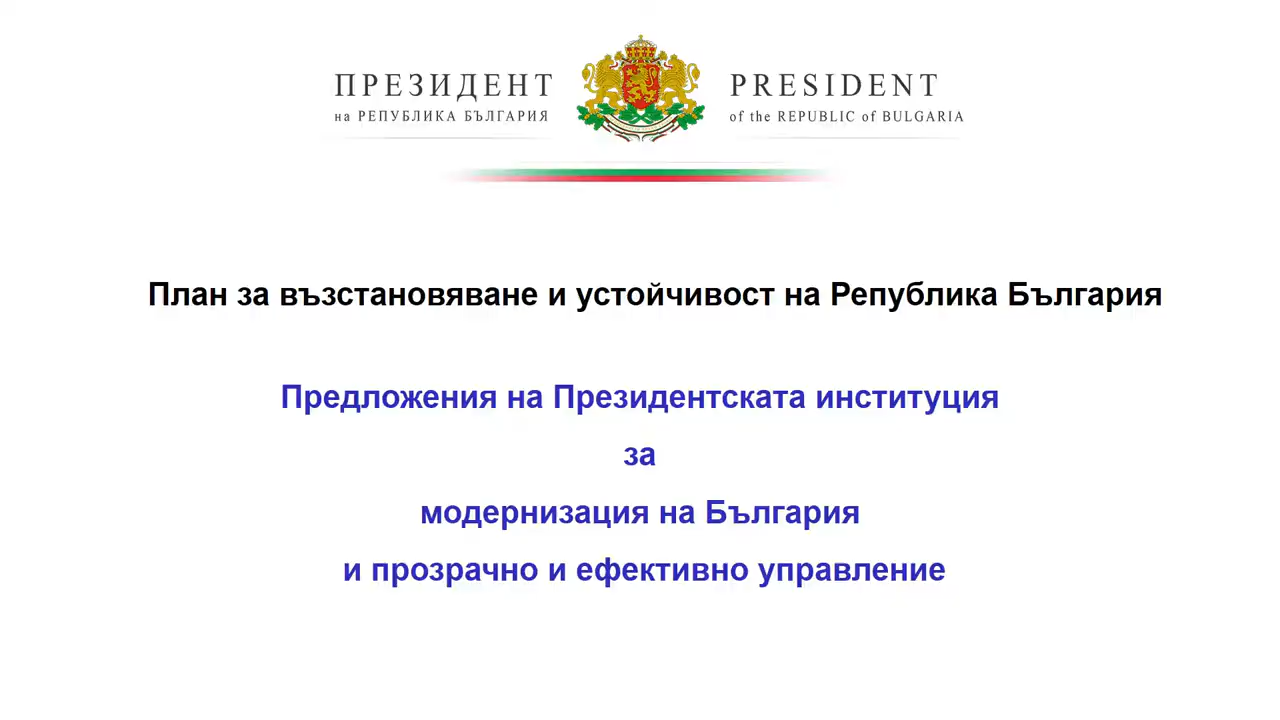 ПРЕЗИДЕНТ
на РЕПУБЛИКА БЪЛГАРИЯ
PRESIDENT
of the REPUBLIC of BULGARIA
План за възстановяване и устойчивост на Република България
Предложения на Президентската институция
за
модернизация на България
и прозрачно и ефективно управление